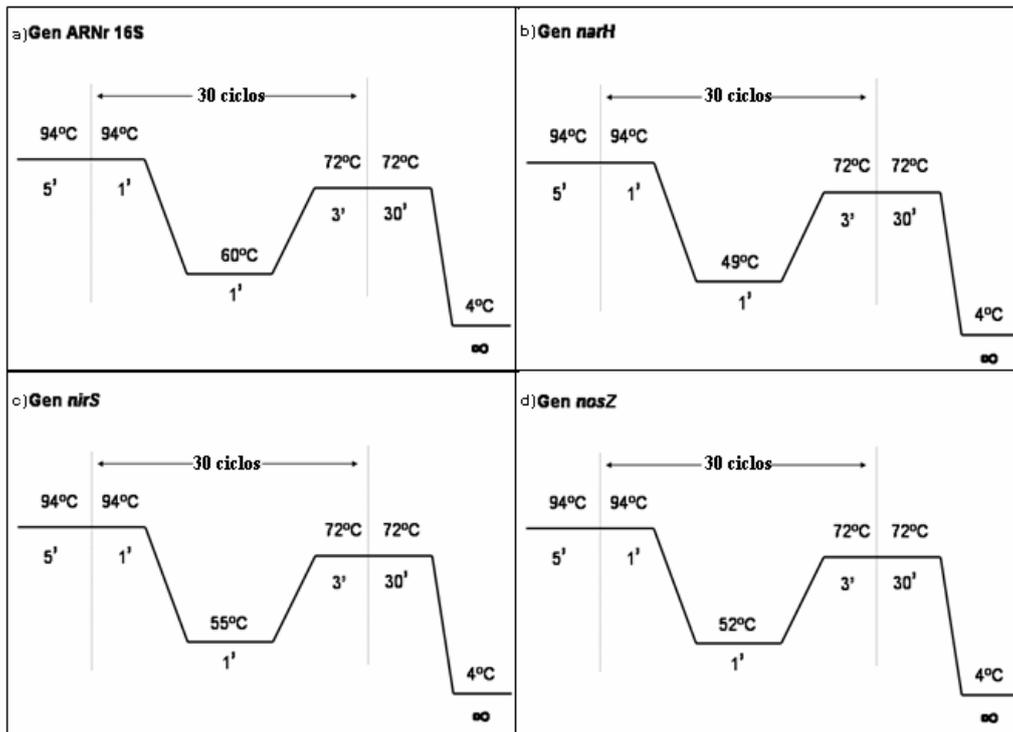 a) Gen ARNr 16S
30 ciclos
94ºC 94ºC
72ºC 72ºC
5' 1'
3' 30'
60ºC
1'
4ºC
∞
b) Gen narH
30 ciclos
94ºC 94ºC
72ºC 72ºC
5' 1'
3' 30'
49ºC
1'
4ºC
∞
c) Gen nirS
30 ciclos
94ºC 94ºC
72ºC 72ºC
5' 1'
3' 30'
55ºC
1'
4ºC
∞
d) Gen nosZ
30 ciclos
94ºC 94ºC
72ºC 72ºC
5' 1'
3' 30'
52ºC
1'
4ºC
∞